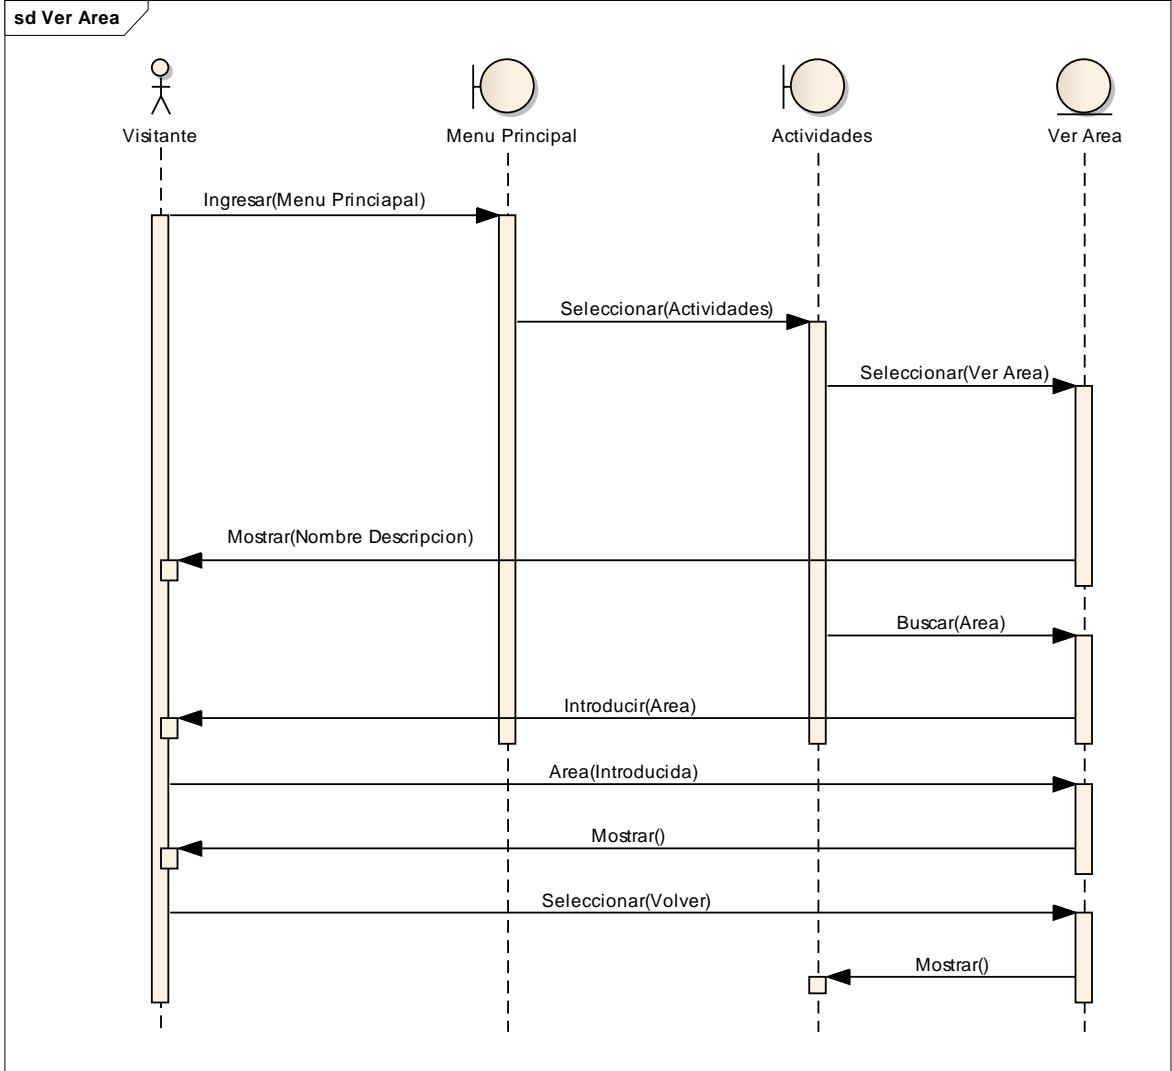 sd Ver Area
Visitante
Menu Principal
Actividades
Ver Area
Ingresar(Menu Princiapal)
Seleccionar(Actividades)
Seleccionar(Ver Area)
Mostrar(Nombre Descripcion)
Buscar(Area)
Introducir(Area)
Area(Introducida)
Mostrar()
Seleccionar(Volver)
Mostrar()